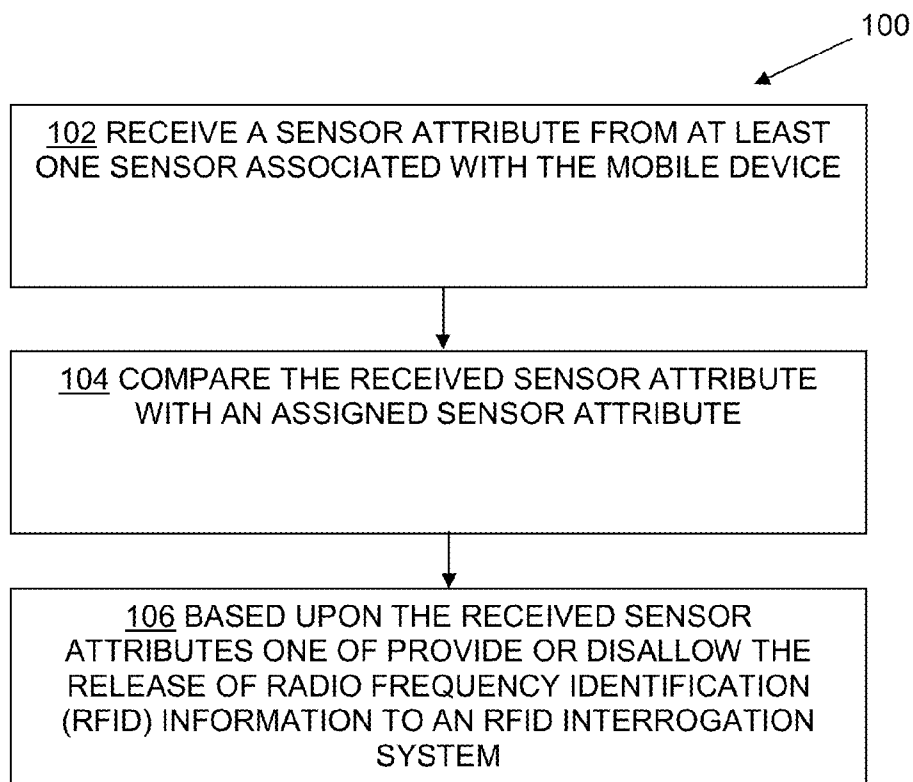 100
102 RECEIVE A SENSOR ATTRIBUTE FROM AT LEAST
ONE SENSOR ASSOCIATED WITH THE MOBILE DEVICE
104 COMPARE THE RECEIVED SENSOR ATTRIBUTE
WITH AN ASSIGNED SENSOR ATTRIBUTE
106 BASED UPON THE RECEIVED SENSOR
ATTRIBUTES ONE OF PROVIDE OR DISALLOW THE
RELEASE OF RADIO FREQUENCY IDENTIFICATION
(RFID) INFORMATION TO AN RFID INTERROGATION
SYSTEM